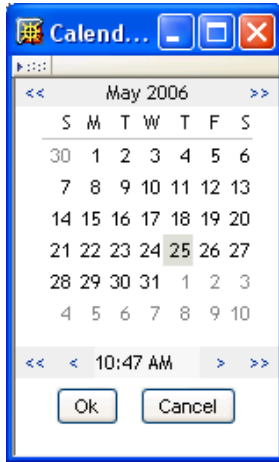 Calend...
<< May 2006 >>
S M T W T F S
30 1 2 3 4 5 6
7 8 9 10 11 12 13
14 15 16 17 18 19 20
21 22 23 24 25 26 27
28 29 30 31 1 2 3
4 5 6 7 8 9 10
<< < 10:47 AM > >>
Ok Cancel